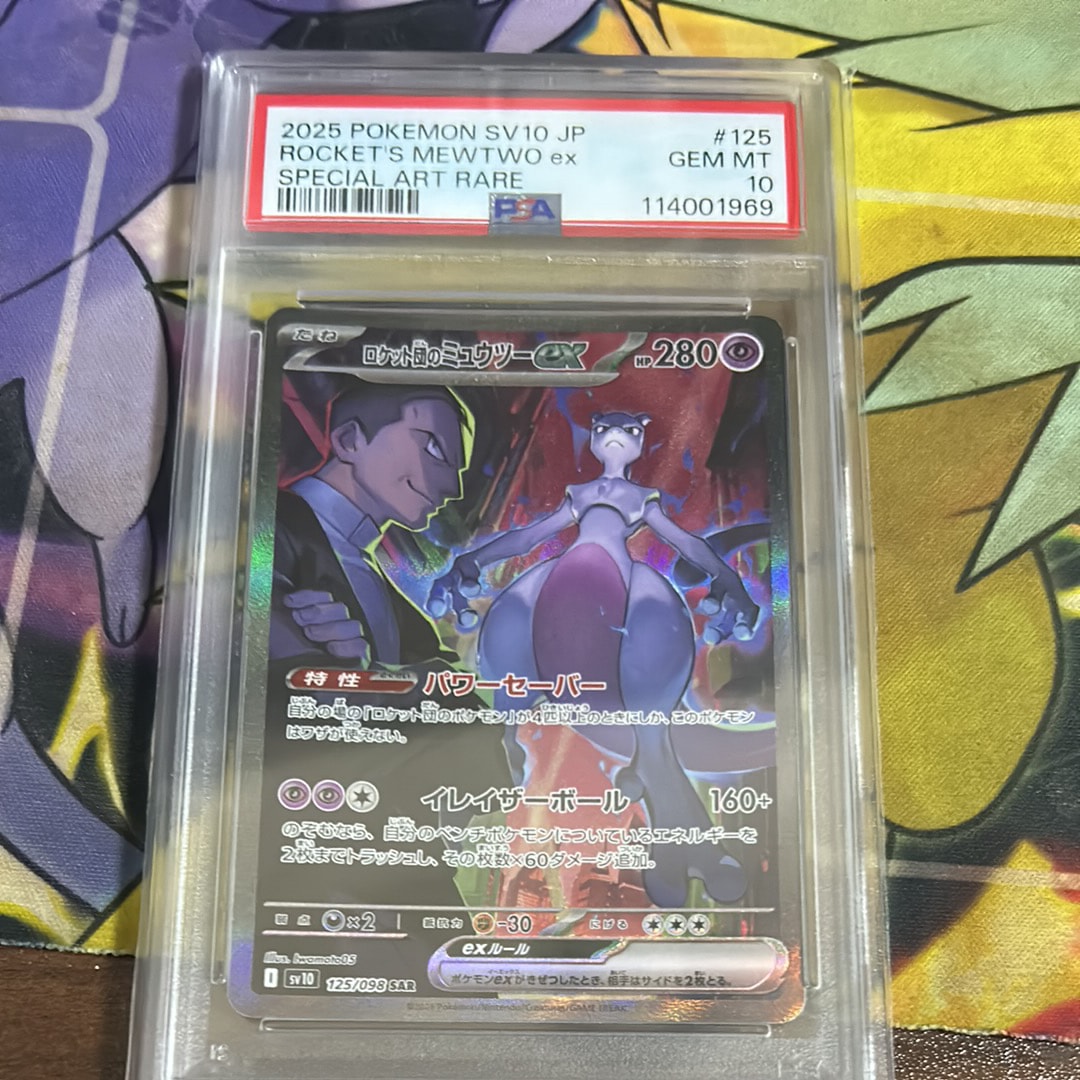 2025 POKEMON SV10 JP #125
ROCKET'S MEWTWO ex GEM MT
SPECIAL ART RARE 10
PSA 114001969
たね ロケット団のミュウツーex HP280
特性 パワーセーバー
自分の場の「ロケット団のポケモン」が4匹以上のときにしか、このポケモン
はワザが使えない。
イレイザーボール 160+
のぞむなら、自分のベンチポケモンについているエネルギーを
2枚までトラッシュし、その枚数×60ダメージ追加。
弱点 ×2 抵抗力 -30 にげる
exルール
ポケモンexがきぜつしたとき、相手はサイドを2枚とる。
Illus. iwamoto05
I sv10 125/098 SAR